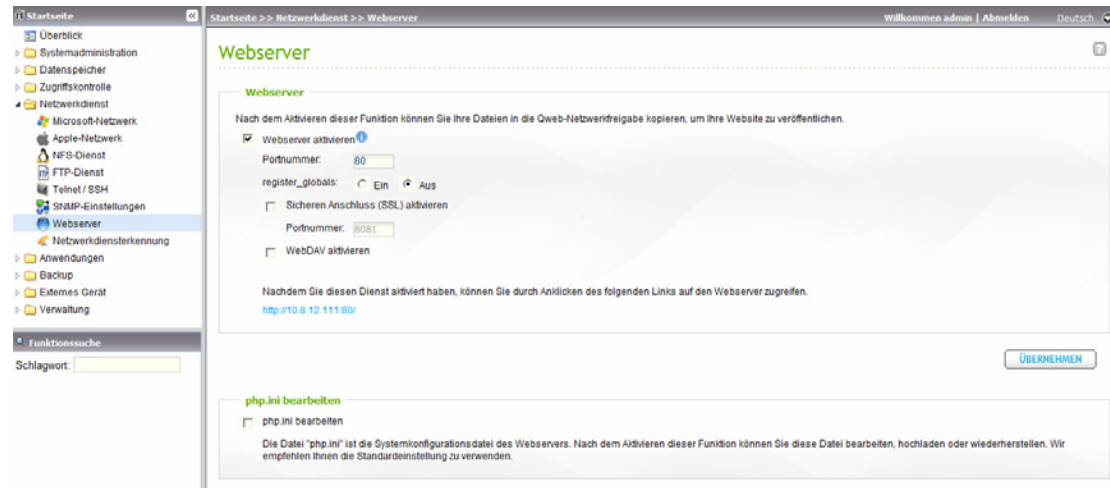 Startseite
Startseite >> Netzwerkdienst >> Webserver
Willkommen admin | Abmelden
Deutsch
Überblick
Systemadministration
Datenspeicher
Zugriffskontrolle
Netzwerkdienst
Microsoft-Netzwerk
Apple-Netzwerk
NFS-Dienst
FTP-Dienst
Telnet / SSH
SNMP-Einstellungen
Webserver
Netzwerkdiensterkennung
Anwendungen
Backup
Externes Gerät
Verwaltung
Funktionssuche
Schlagwort:
Webserver
Webserver
Nach dem Aktivieren dieser Funktion können Sie Ihre Dateien in die Qweb-Netzwerkfreigabe kopieren, um Ihre Website zu veröffentlichen.
Webserver aktivieren
Portnummer: 80
register_globals: Ein Aus
Sicheren Anschluss (SSL) aktivieren
Portnummer: 8081
WebDAV aktivieren
Nachdem Sie diesen Dienst aktiviert haben, können Sie durch Anklicken des folgenden Links auf den Webserver zugreifen.
http://10.8.12.111:80/
ÜBERNEHMEN
php.ini bearbeiten
php.ini bearbeiten
Die Datei "php.ini" ist die Systemkonfigurationsdatei des Webservers. Nach dem Aktivieren dieser Funktion können Sie diese Datei bearbeiten, hochladen oder wiederherstellen. Wir
empfehlen Ihnen die Standardeinstellung zu verwenden.